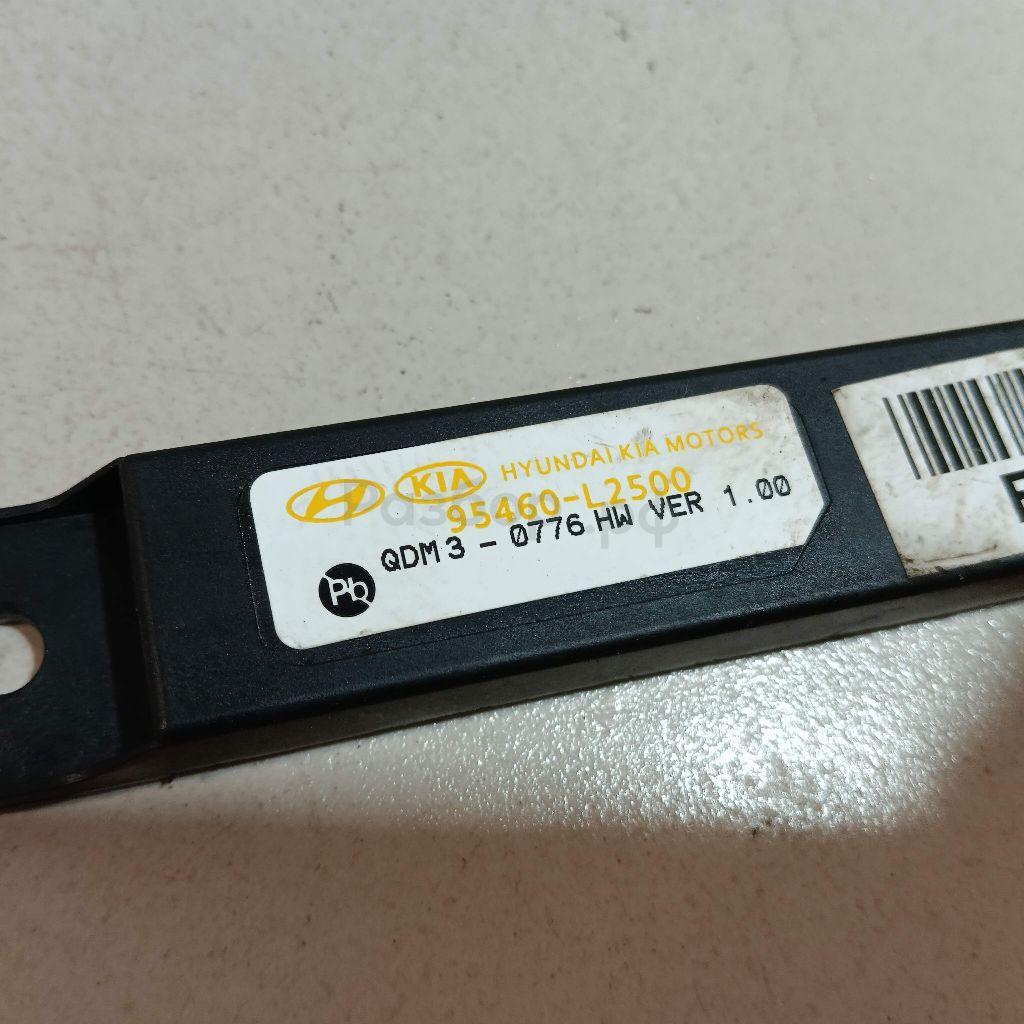 KIA HYUNDAI KIA MOTORS
95460-L2500
QDM3 - 0776 HW VER 1.00
Pb